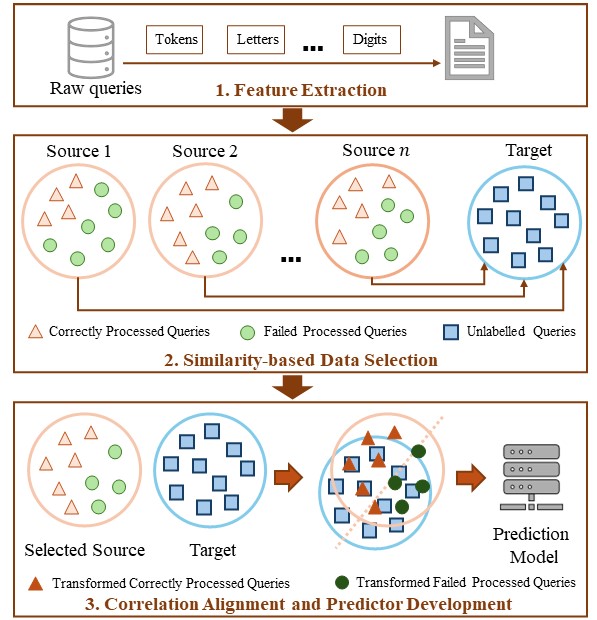 Tokens Letters ... Digits
Raw queries
1. Feature Extraction
Source 1 Source 2 Source n Target
...
Correctly Processed Queries Failed Processed Queries Unlabelled Queries
2. Similarity-based Data Selection
Selected Source Target Prediction
Model
Transformed Correctly Processed Queries Transformed Failed Processed Queries
3. Correlation Alignment and Predictor Development